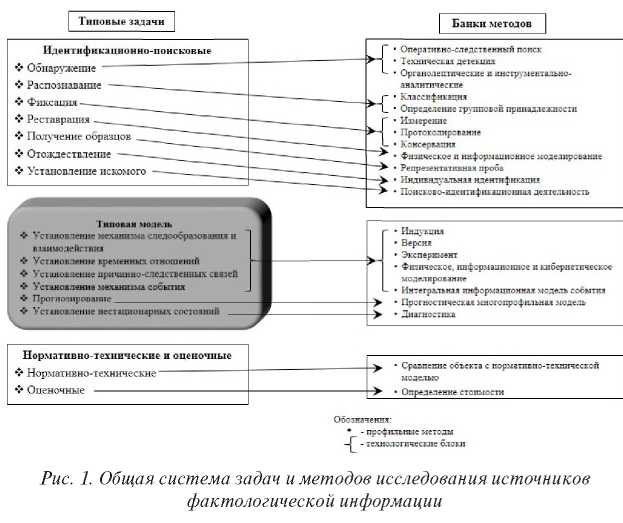 Типовые задачи
Банки методов
Идентификационно-поисковые
❖ Обнаружение
❖ Распознавание
❖ Фиксация
❖ Реставрация
❖ Получение образцов
❖ Отождествление
❖ Установление искомого
• Оперативно-следственный поиск
• Техническая детекция
• Органолептические и инструментально-
аналитические
• Классификация
• Определение групповой принадлежности
• Измерение
• Протоколирование
• Консервация
• Физическое и информационное моделирование
• Репрезентативная проба
• Индивидуальная идентификация
• Поисково-идентификационная деятельность
Типовая модель
❖ Установление механизма следообразования и
взаимодействия
❖ Установление временных отношений
❖ Установление причинно-следственных связей
❖ Установление механизма события
❖ Прогнозирование
❖ Установление нестационарных состояний
• Индукция
• Версия
• Эксперимент
• Физическое, информационное и кибернетическое
моделирование
• Интегральная информационная модель события
• Прогностическая многопрофильная модель
• Диагностика
Нормативно-технические и оценочные
❖ Нормативно-технические
❖ Оценочные
• Сравнение объекта с нормативно-технической
моделью
• Определение стоимости
Обозначения:
* - профильные методы
- технологические блоки
Рис. 1. Общая система задач и методов исследования источников
фактологической информации